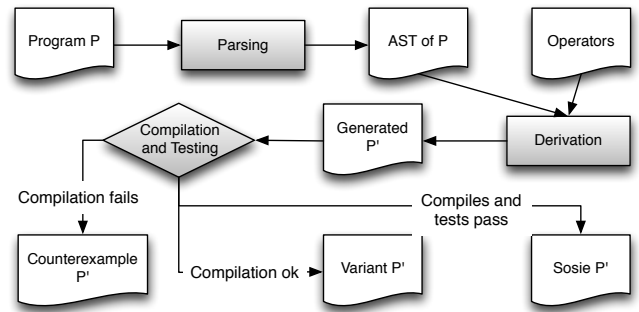 Program P
Parsing
AST of P
Operators
Compilation
and Testing
Generated
P'
Derivation
Compilation fails
Compiles and
tests pass
Counterexample
P'
Compilation ok
Variant P'
Sosie P'